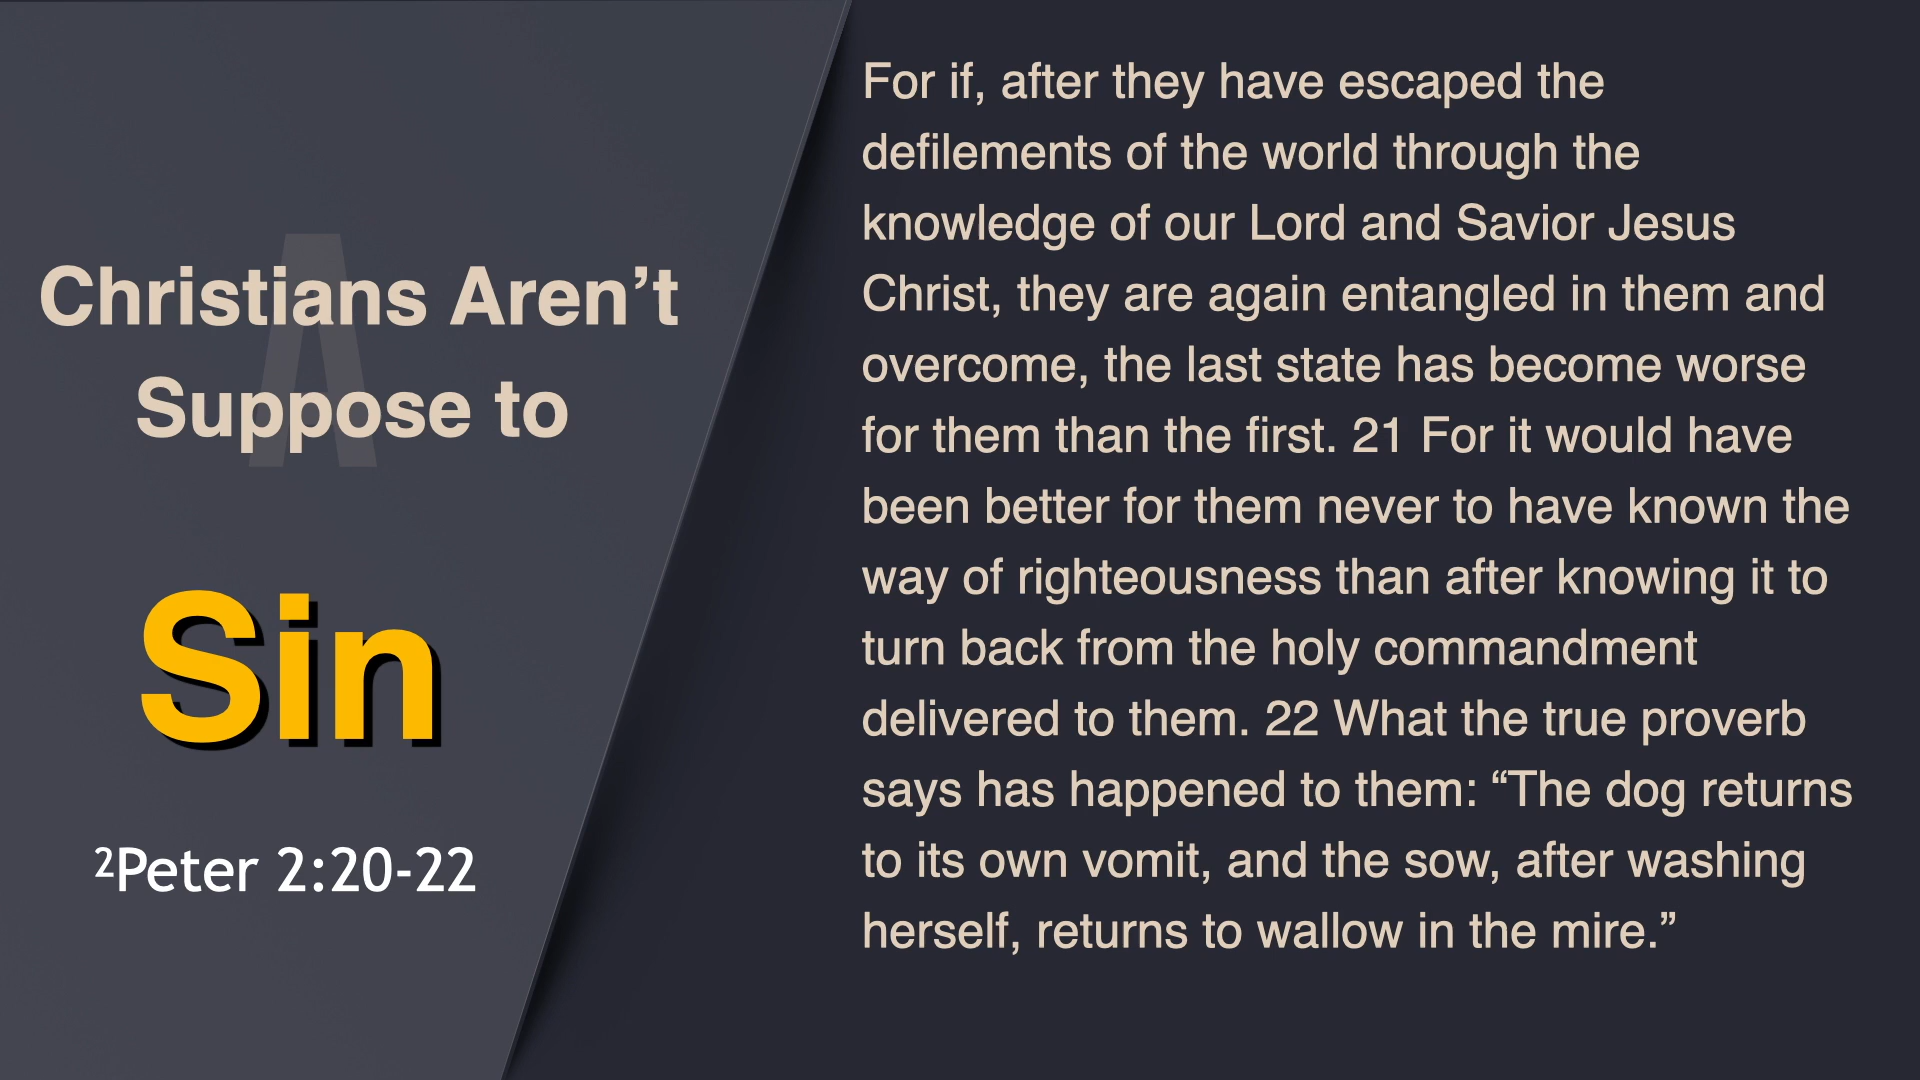 Christians Aren’t
Suppose to
Sin
²Peter 2:20-22
For if, after they have escaped the
defilements of the world through the
knowledge of our Lord and Savior Jesus
Christ, they are again entangled in them and
overcome, the last state has become worse
for them than the first. 21 For it would have
been better for them never to have known the
way of righteousness than after knowing it to
turn back from the holy commandment
delivered to them. 22 What the true proverb
says has happened to them: “The dog returns
to its own vomit, and the sow, after washing
herself, returns to wallow in the mire.”